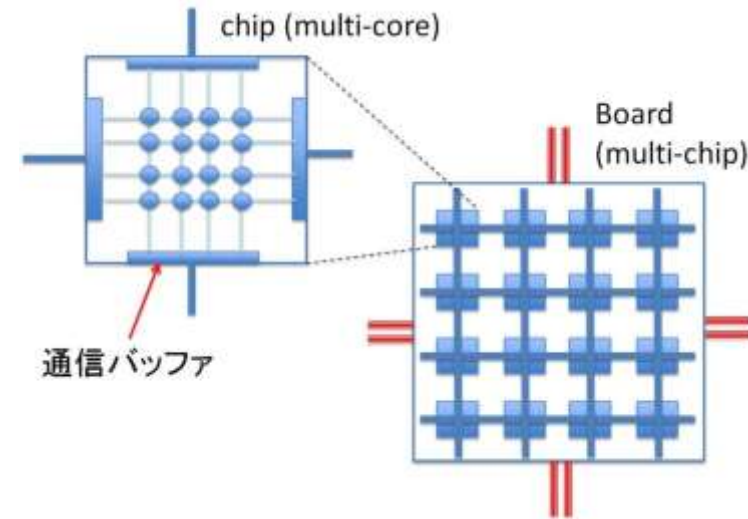 chip (multi-core)
Board
(multi-chip)
通信バッファ